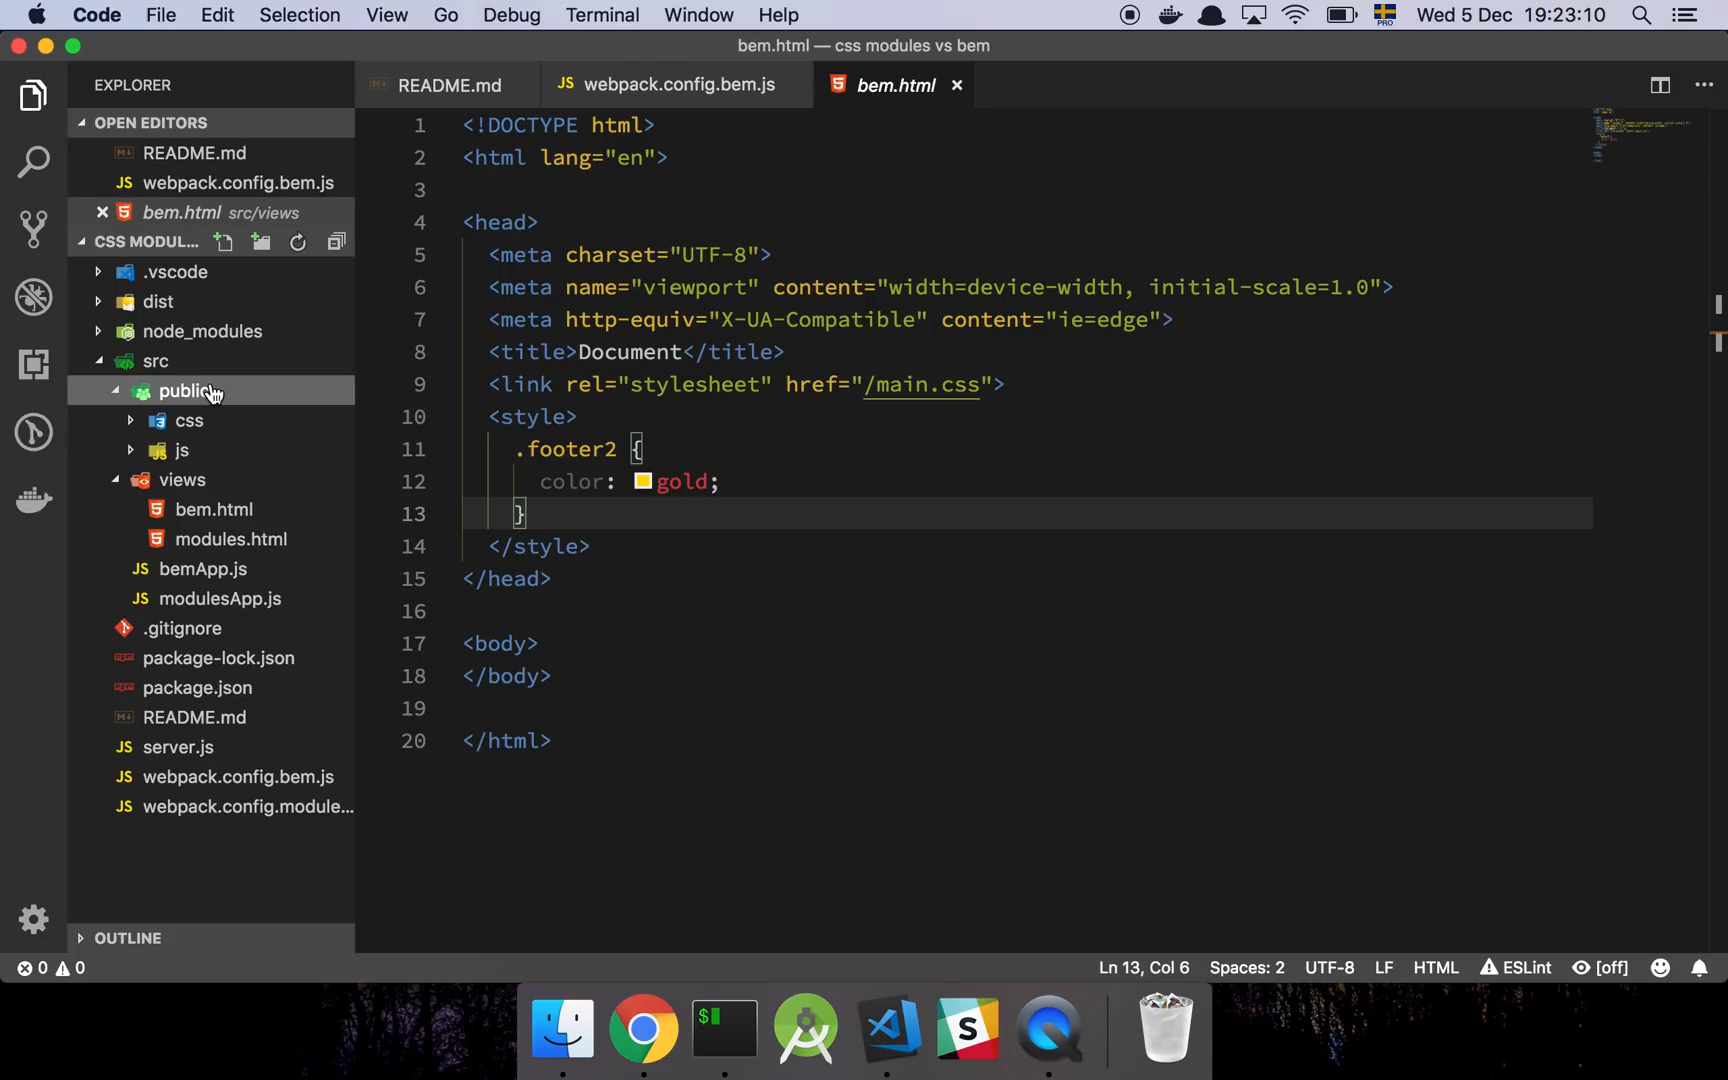 Code File Edit Selection View Go Debug Terminal Window Help PRO Wed 5 Dec 19:23:10
bem.html — css modules vs bem
EXPLORER
README.md
JS webpack.config.bem.js
bem.html
OPEN EDITORS
README.md
JS webpack.config.bem.js
bem.html src/views
CSS MODUL...
.vscode
dist
node_modules
src
public
css
js
views
bem.html
modules.html
JS bemApp.js
JS modulesApp.js
.gitignore
package-lock.json
package.json
README.md
JS server.js
JS webpack.config.bem.js
JS webpack.config.module...
OUTLINE
1 <!DOCTYPE html>
2 <html lang="en">
3
4 <head>
5 <meta charset="UTF-8">
6 <meta name="viewport" content="width=device-width, initial-scale=1.0">
7 <meta http-equiv="X-UA-Compatible" content="ie=edge">
8 <title>Document</title>
9 <link rel="stylesheet" href="/main.css">
10 <style>
11 .footer2 {
12 color: gold;
13 }
14 </style>
15 </head>
16
17 <body>
18 </body>
19
20 </html>
0 0
Ln 13, Col 6 Spaces: 2 UTF-8 LF HTML ESLint [off]
$
S